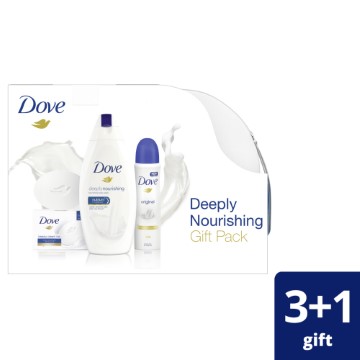 Dove
Deeply
Nourishing
Gift Pack
Dove
deeply nourishing
Dove
original
Dove
3+1
gift